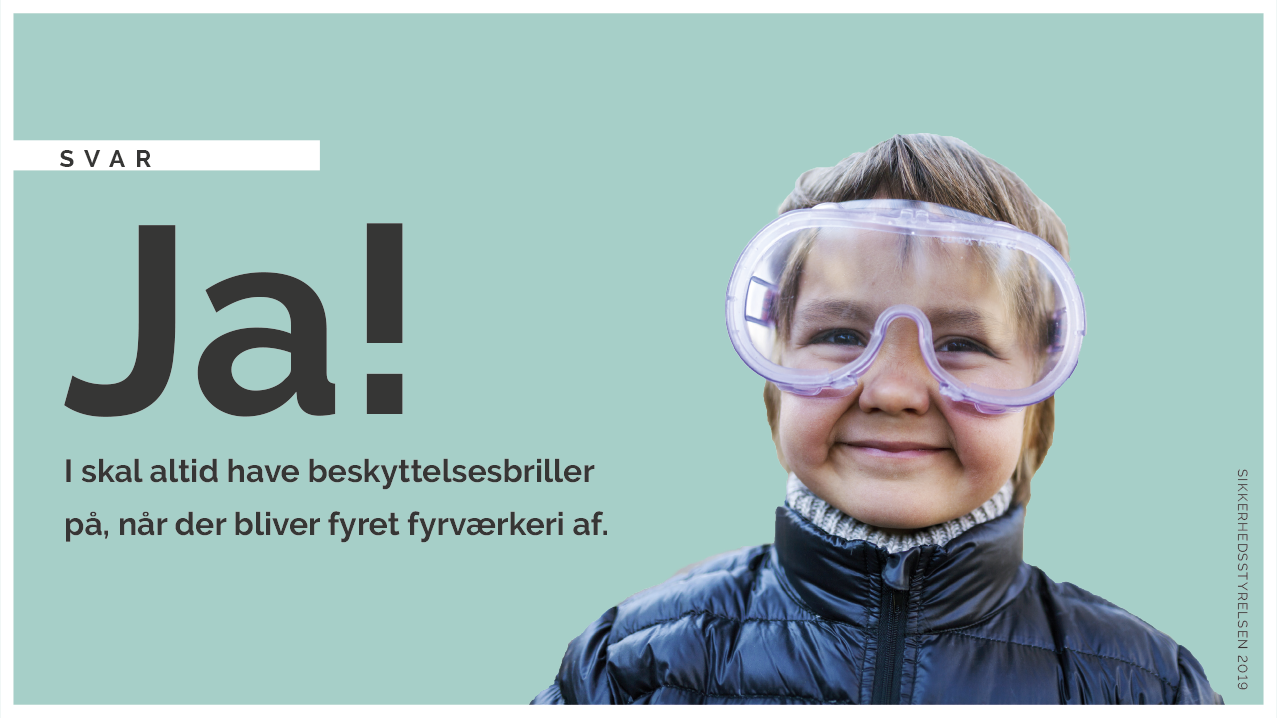 SVAR
Ja!
I skal altid have beskyttelsesbriller
på, når der bliver fyret fyrværkeri af.
SIKKERHEDSSTYRELSEN 2019